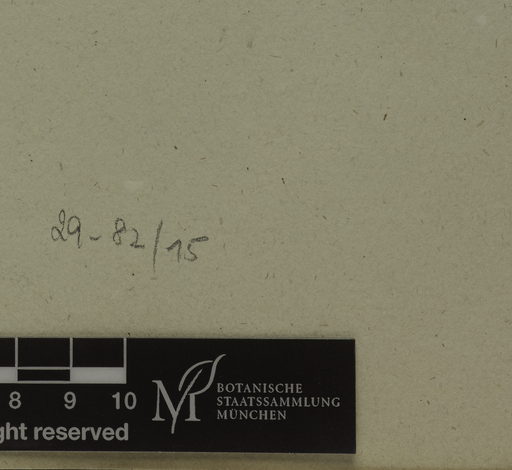 29-82/15
8 9 10
ght reserved
BOTANISCHE
STAATSSAMMLUNG
MÜNCHEN